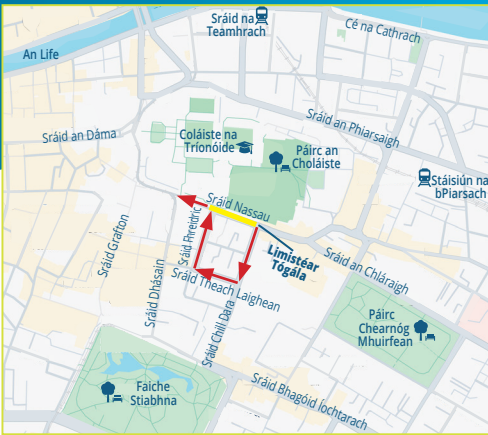 Sráid na
Teamhrach
Cé na Cathrach
An Life
Sráid an Phiarsaigh
Sráid an Dáma
Coláiste na
Tríonóide
Páirc an
Choláiste
Stáisiún na
bPiarsach
Sráid Nassau
Sráid Fhreidric
Sráid Grafton
Sráid Dhásain
Limistéar
Tógála
Sráid an Chláraigh
Sráid Theach Laighean
Sráid Chill Dara
Páirc
Chearnóg
Mhuirfean
Faiche
Stiabhna
Sráid Bhagóid Íochtarach